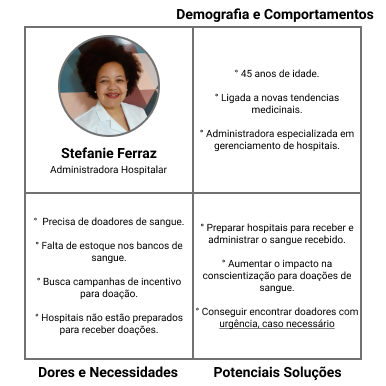 Demografia e Comportamentos
Stefanie Ferraz
Administradora Hospitalar
° 45 anos de idade.
° Ligada a novas tendencias
medicinais.
° Administradora especializada em
gerenciamento de hospitais.
° Precisa de doadores de sangue.
° Falta de estoque nos bancos de
sangue.
° Busca campanhas de incentivo
para doação.
° Hospitais não estão preparados
para receber doações.
° Preparar hospitais para receber e
administrar o sangue recebido.
° Aumentar o impacto na
conscientização para doações de
sangue.
° Conseguir encontrar doadores com
urgência, caso necessário
Dores e Necessidades
Potenciais Soluções